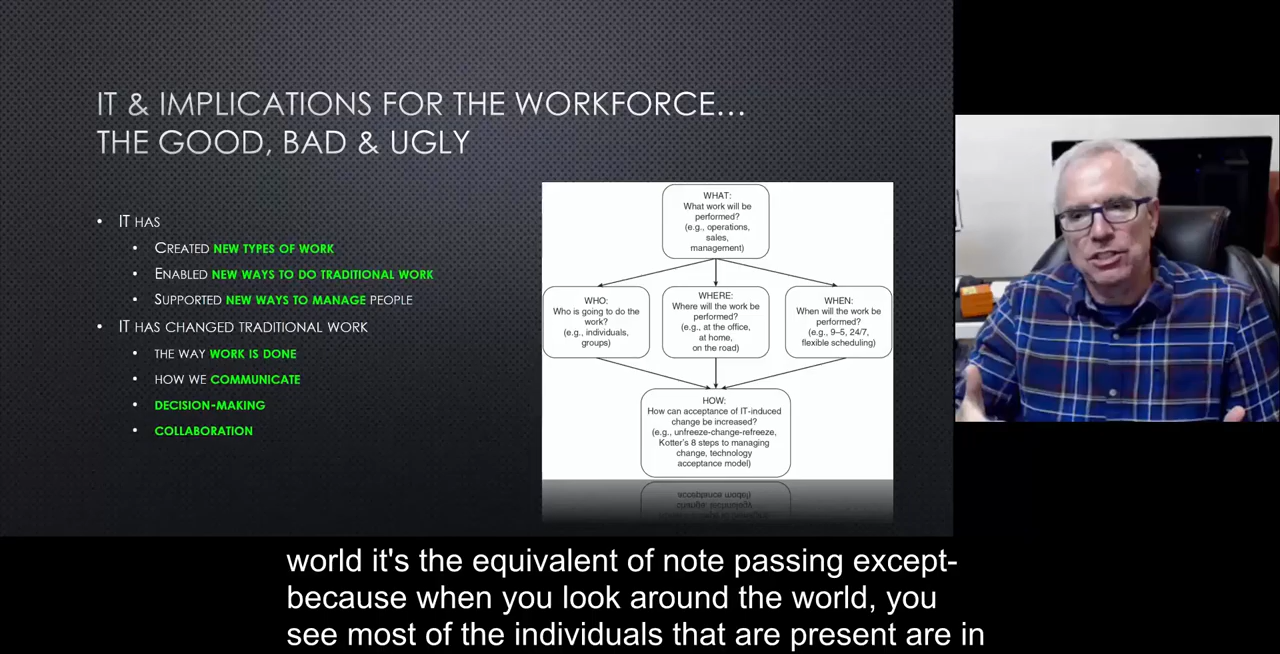 IT & IMPLICATIONS FOR THE WORKFORCE...
THE GOOD, BAD & UGLY
• IT HAS
• CREATED NEW TYPES OF WORK
• ENABLED NEW WAYS TO DO TRADITIONAL WORK
• SUPPORTED NEW WAYS TO MANAGE PEOPLE
• IT HAS CHANGED TRADITIONAL WORK
• THE WAY WORK IS DONE
• HOW WE COMMUNICATE
• DECISION-MAKING
• COLLABORATION
WHAT:
What work will be
performed?
(e.g., operations,
sales,
management)
WHO:
Who is going to do the
work?
(e.g., individuals,
groups)
WHERE:
Where will the work be
performed?
(e.g., at the office,
at home,
on the road)
WHEN:
When will the work be
performed?
(e.g., 9–5, 24/7,
flexible scheduling)
HOW:
How can acceptance of IT-induced
change be increased?
(e.g., unfreeze-change-refreeze,
Kotter's 8 steps to managing
change, technology
acceptance model)
world it's the equivalent of note passing except-
because when you look around the world, you
see most of the individuals that are present are in